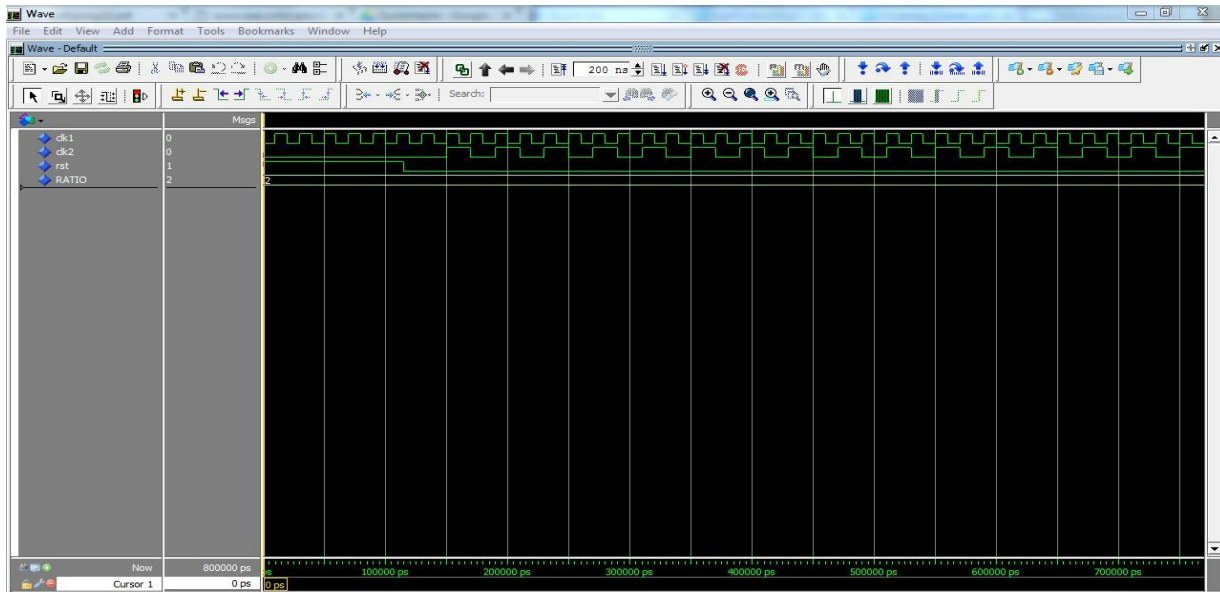 Wave
File Edit View Add Format Tools Bookmarks Window Help
Wave - Default
200 ns
Search:
Msgs
clk1 0
clk2 0
rst 1
RATIO 2 2
Now 800000 ps ps 100000 ps 200000 ps 300000 ps 400000 ps 500000 ps 600000 ps 700000 ps
Cursor 1 0 ps 0 ps